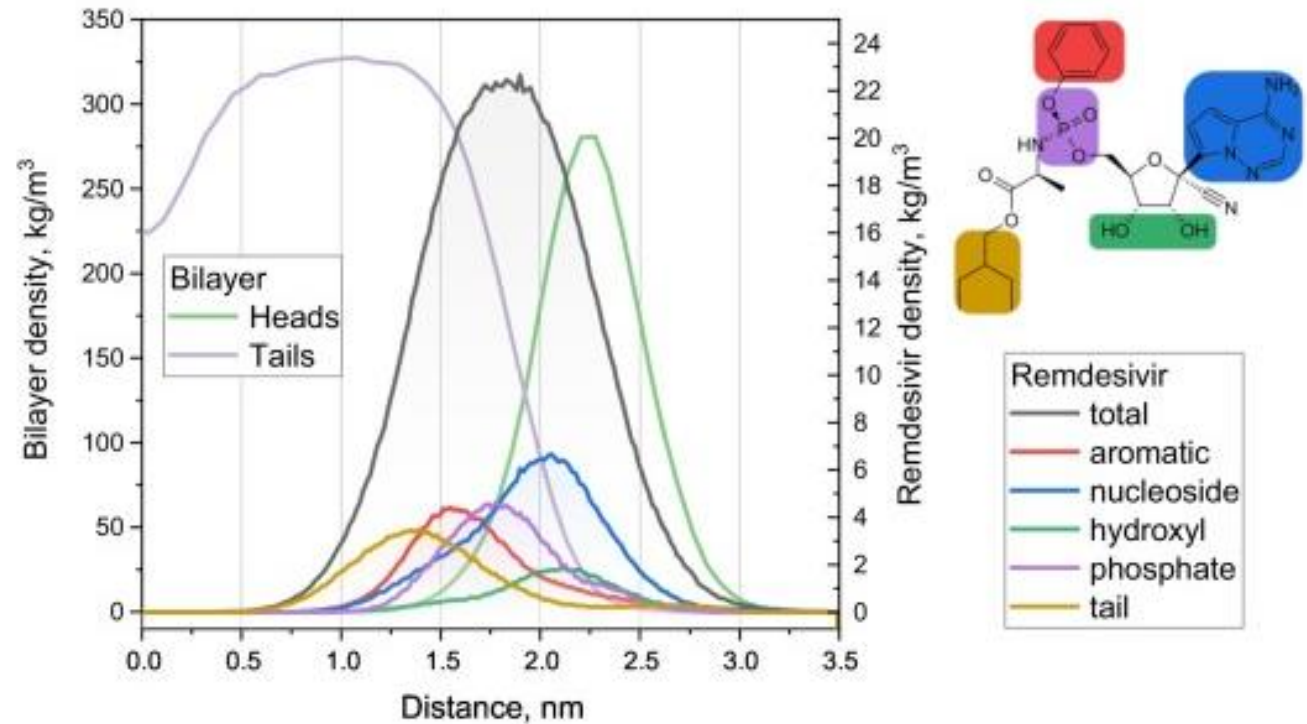 350
300
250
200
150
100
50
0
Bilayer density, kg/m³
Bilayer
Heads
Tails
0.0 0.5 1.0 1.5 2.0 2.5 3.0 3.5
Distance, nm
24
22
20
18
16
14
12
10
8
6
4
2
0
Remdesivir density, kg/m³
NH₂
N
N
N
O
O
P
HN
O
O
O
O
N
HO
OH
Remdesivir
total
aromatic
nucleoside
hydroxyl
phosphate
tail